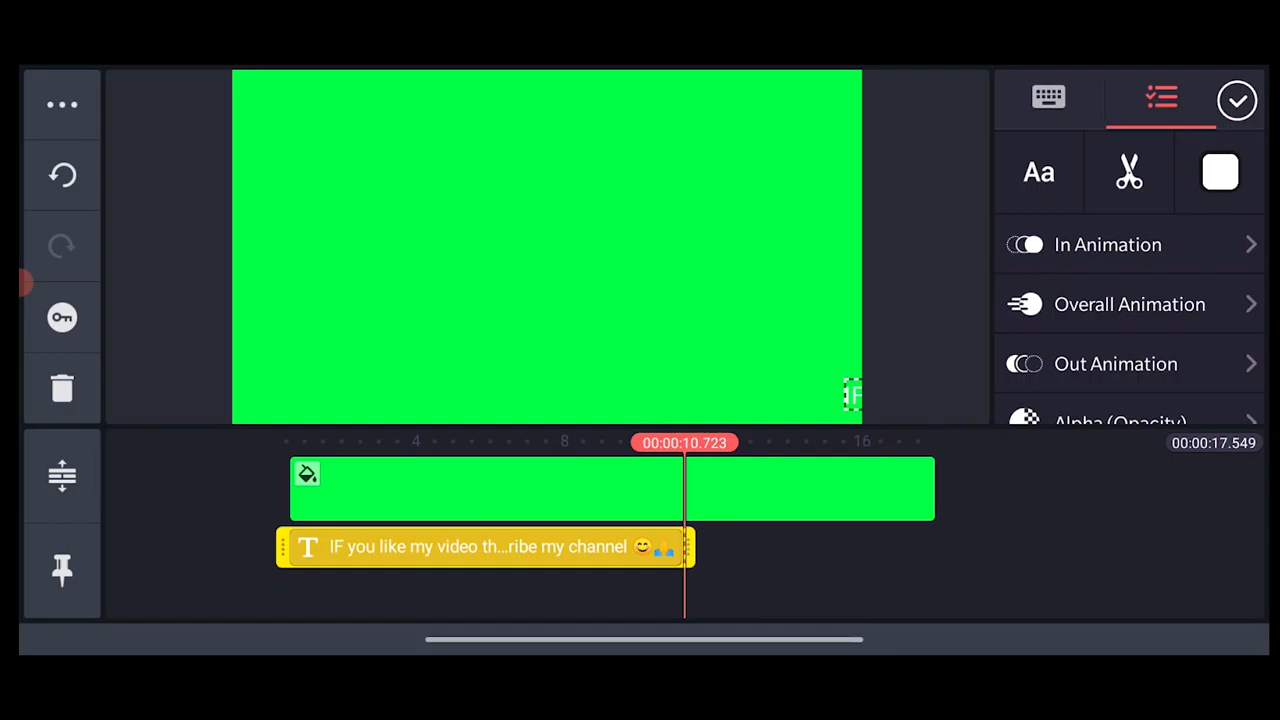 Aa
In Animation
Overall Animation
Out Animation
Alpha (Opacity)
IF
4
8
00:00:10.723
16
00:00:17.549
T IF you like my video th...ribe my channel 😊🙏